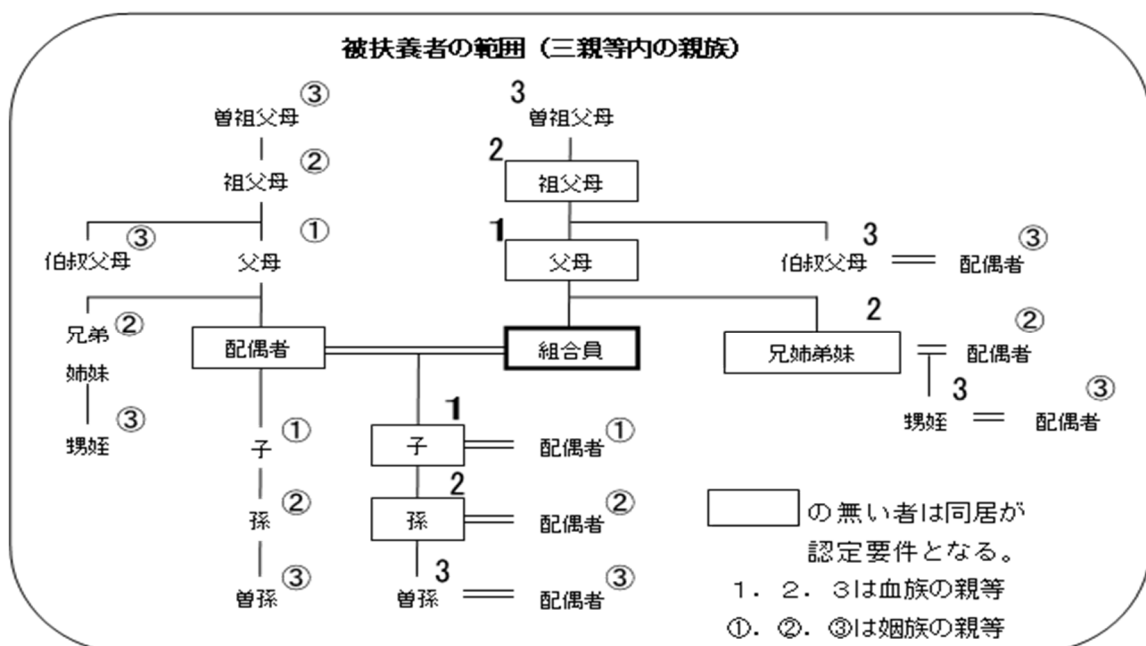 被扶養者の範囲（三親等内の親族）
③ 3
曽祖父母 曽祖父母
② 2
祖父母 祖父母
③ ① 1 3 ③
伯叔父母 父母 父母 伯叔父母 配偶者
② 2 ②
兄弟 配偶者 組合員 兄姉弟妹 配偶者
姉妹
③ 3 ③
甥姪 甥姪 配偶者
① 1 ①
子 子 配偶者
② 2 ②
孫 孫 配偶者
③ 3 ③
曽孫 曽孫 配偶者
の無い者は同居が
認定要件となる。
１．２．３は血族の親等
①．②．③は姻族の親等